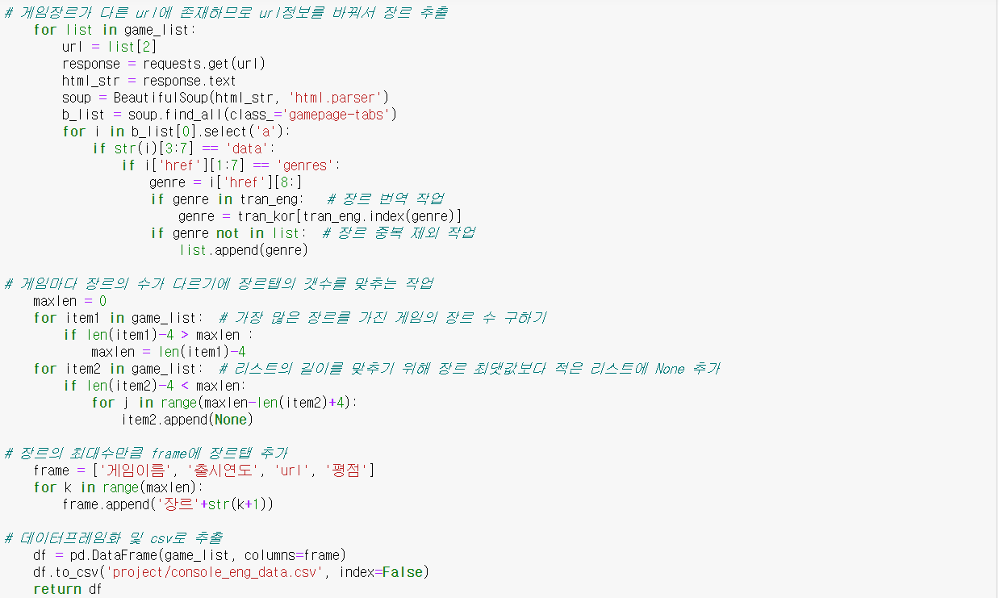 # 게임장르가 다른 url에 존재하므로 url정보를 바꿔서 장르 추출
    for list in game_list:
        url = list[2]
        response = requests.get(url)
        html_str = response.text
        soup = BeautifulSoup(html_str, 'html.parser')
        b_list = soup.find_all(class_='gamepage-tabs')
        for i in b_list[0].select('a'):
            if str(i)[3:7] == 'data':
                if i['href'][1:7] == 'genres':
                    genre = i['href'][8:]
                    if genre in tran_eng:   # 장르 번역 작업
                        genre = tran_kor[tran_eng.index(genre)]
                    if genre not in list:  # 장르 중복 제외 작업
                        list.append(genre)

# 게임마다 장르의 수가 다르기에 장르탭의 갯수를 맞추는 작업
    maxlen = 0
    for item1 in game_list:  # 가장 많은 장르를 가진 게임의 장르 수 구하기
        if len(item1)-4 > maxlen :
            maxlen = len(item1)-4
    for item2 in game_list:  # 리스트의 길이를 맞추기 위해 장르 최댓값보다 적은 리스트에 None 추가
        if len(item2)-4 < maxlen:
            for j in range(maxlen-len(item2)+4):
                item2.append(None)

# 장르의 최대수만큼 frame에 장르탭 추가
    frame = ['게임이름', '출시연도', 'url', '평점']
    for k in range(maxlen):
        frame.append('장르'+str(k+1))

# 데이터프레임화 및 csv로 추출
    df = pd.DataFrame(game_list, columns=frame)
    df.to_csv('project/console_eng_data.csv', index=False)
    return df